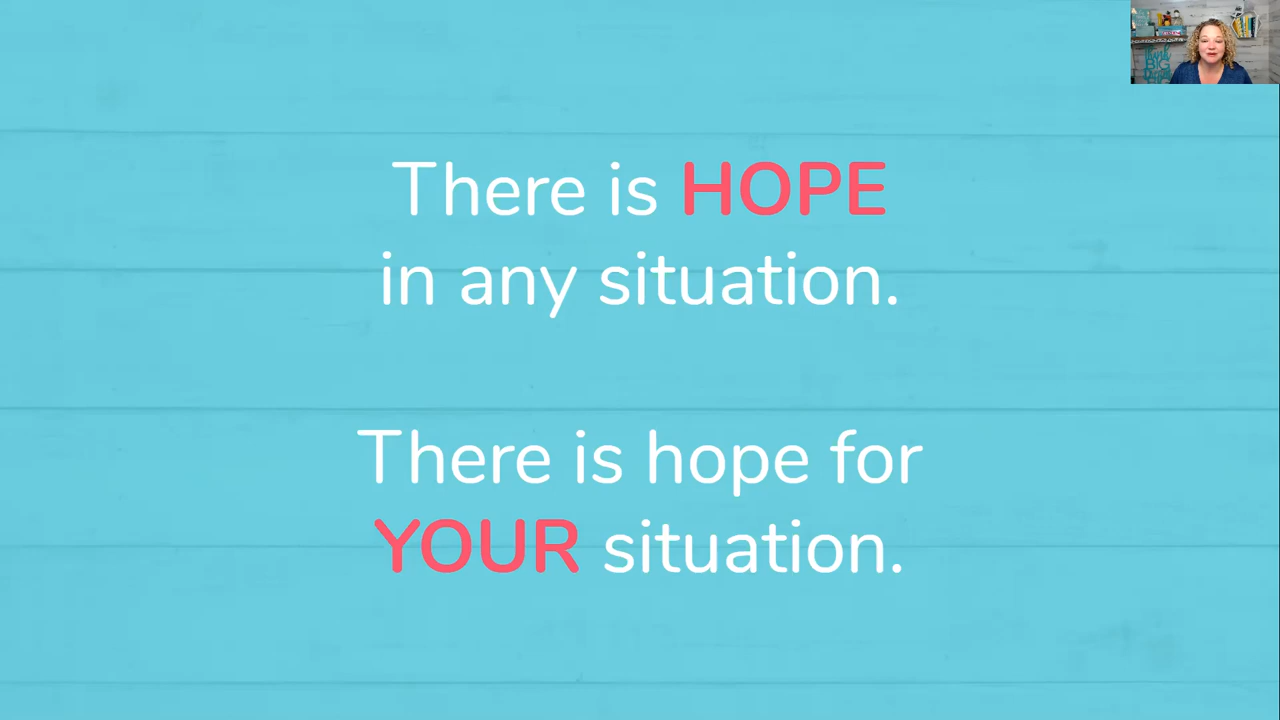 There is HOPE
in any situation.
There is hope for
YOUR situation.